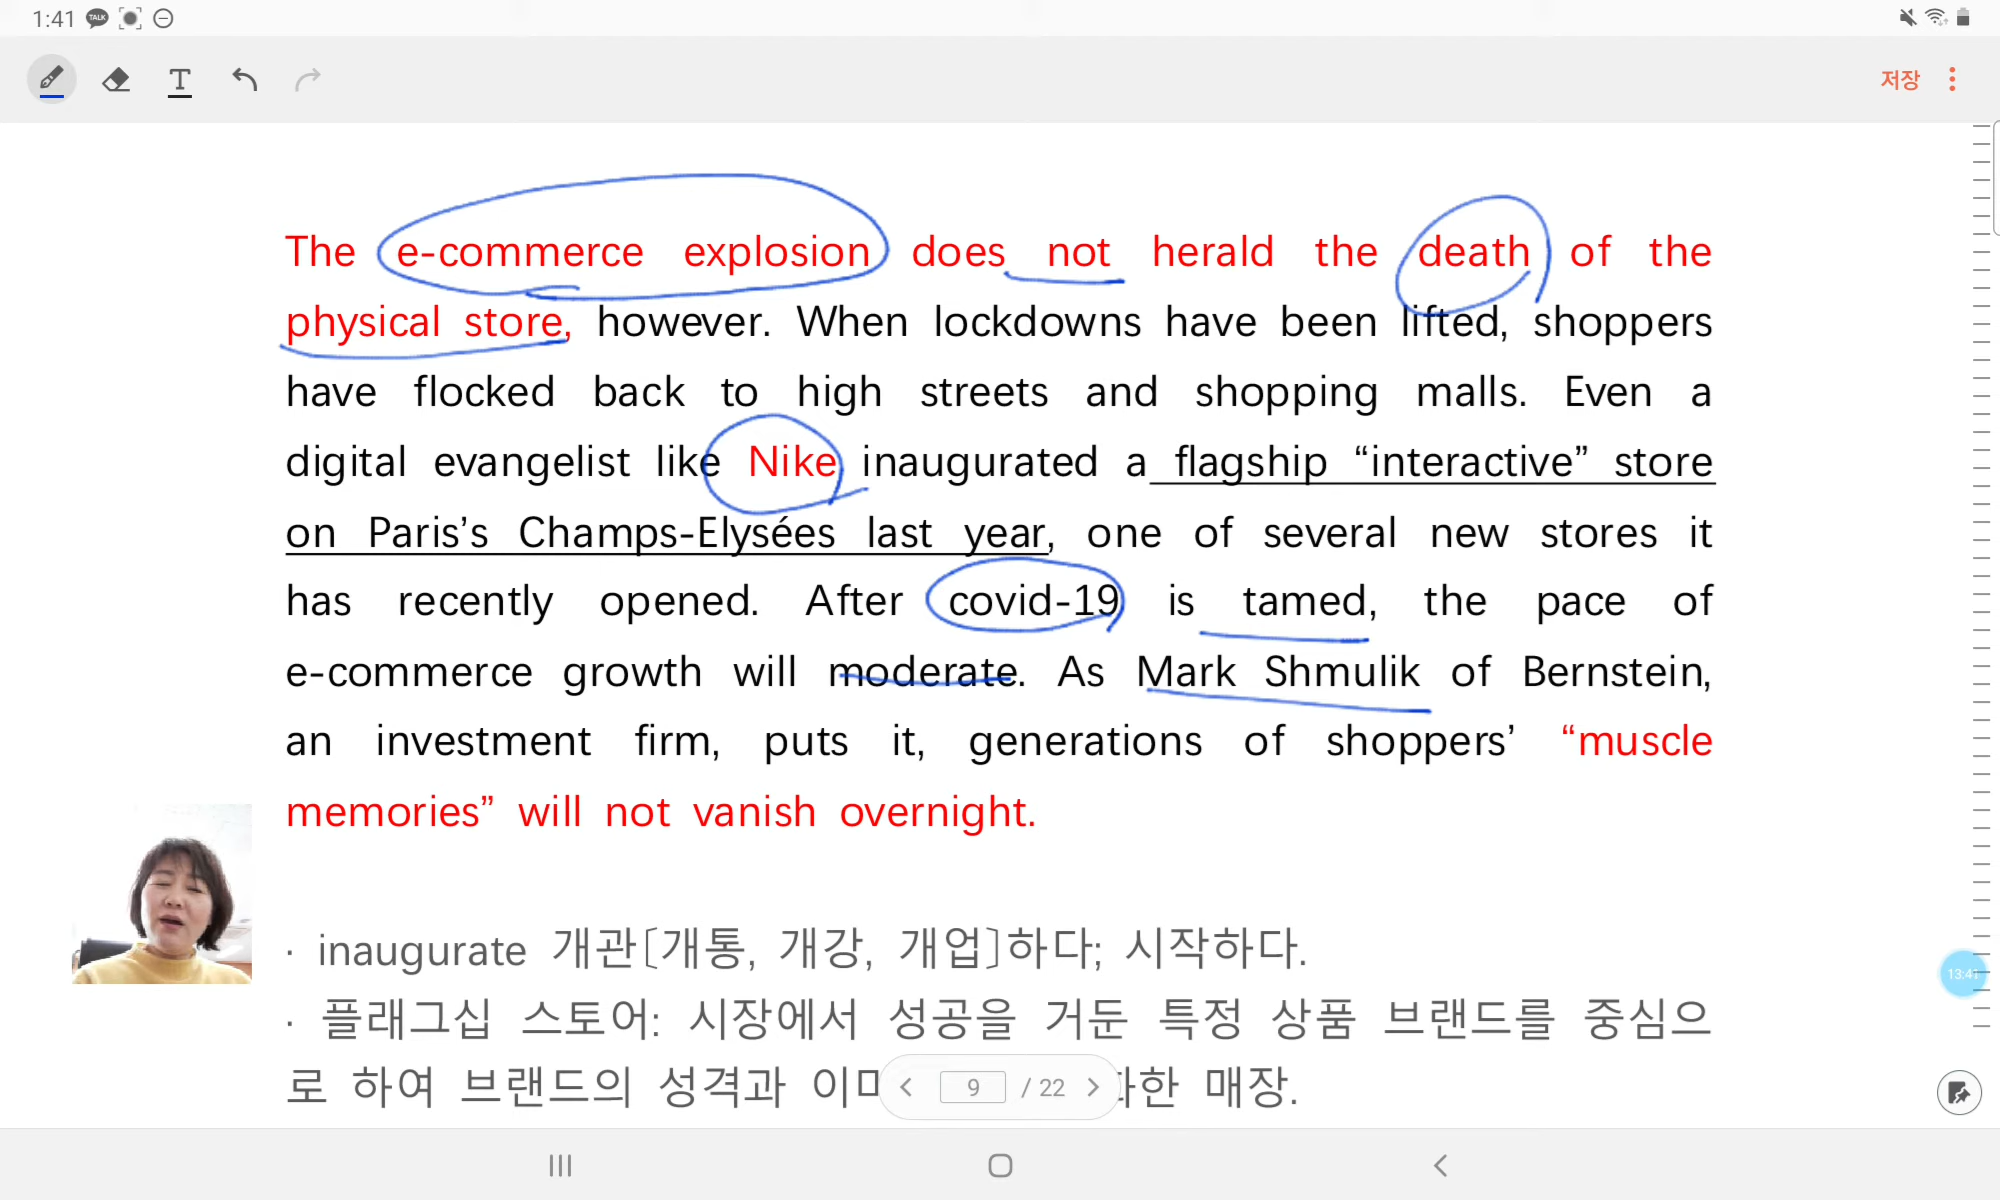 1:41
TALK
저장
The e-commerce explosion does not herald the death of the
physical store, however. When lockdowns have been lifted, shoppers
have flocked back to high streets and shopping malls. Even a
digital evangelist like Nike inaugurated a flagship “interactive” store
on Paris’s Champs-Elysées last year, one of several new stores it
has recently opened. After covid-19 is tamed, the pace of
e-commerce growth will moderate. As Mark Shmulik of Bernstein,
an investment firm, puts it, generations of shoppers’ “muscle
memories” will not vanish overnight.
· inaugurate 개관[개통, 개강, 개업]하다; 시작하다.
13:41
· 플래그십 스토어: 시장에서 성공을 거둔 특정 상품 브랜드를 중심으
로 하여 브랜드의 성격과 한 매장.
9 / 22